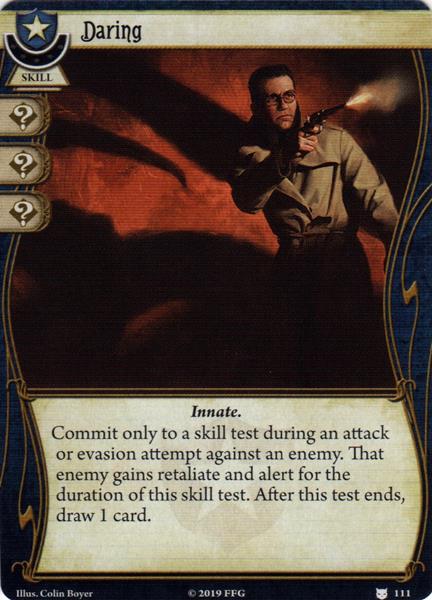 Daring
SKILL
?
?
?
Innate.
Commit only to a skill test during an attack
or evasion attempt against an enemy. That
enemy gains retaliate and alert for the
duration of this skill test. After this test ends,
draw 1 card.
Illus. Colin Boyer
© 2019 FFG
111